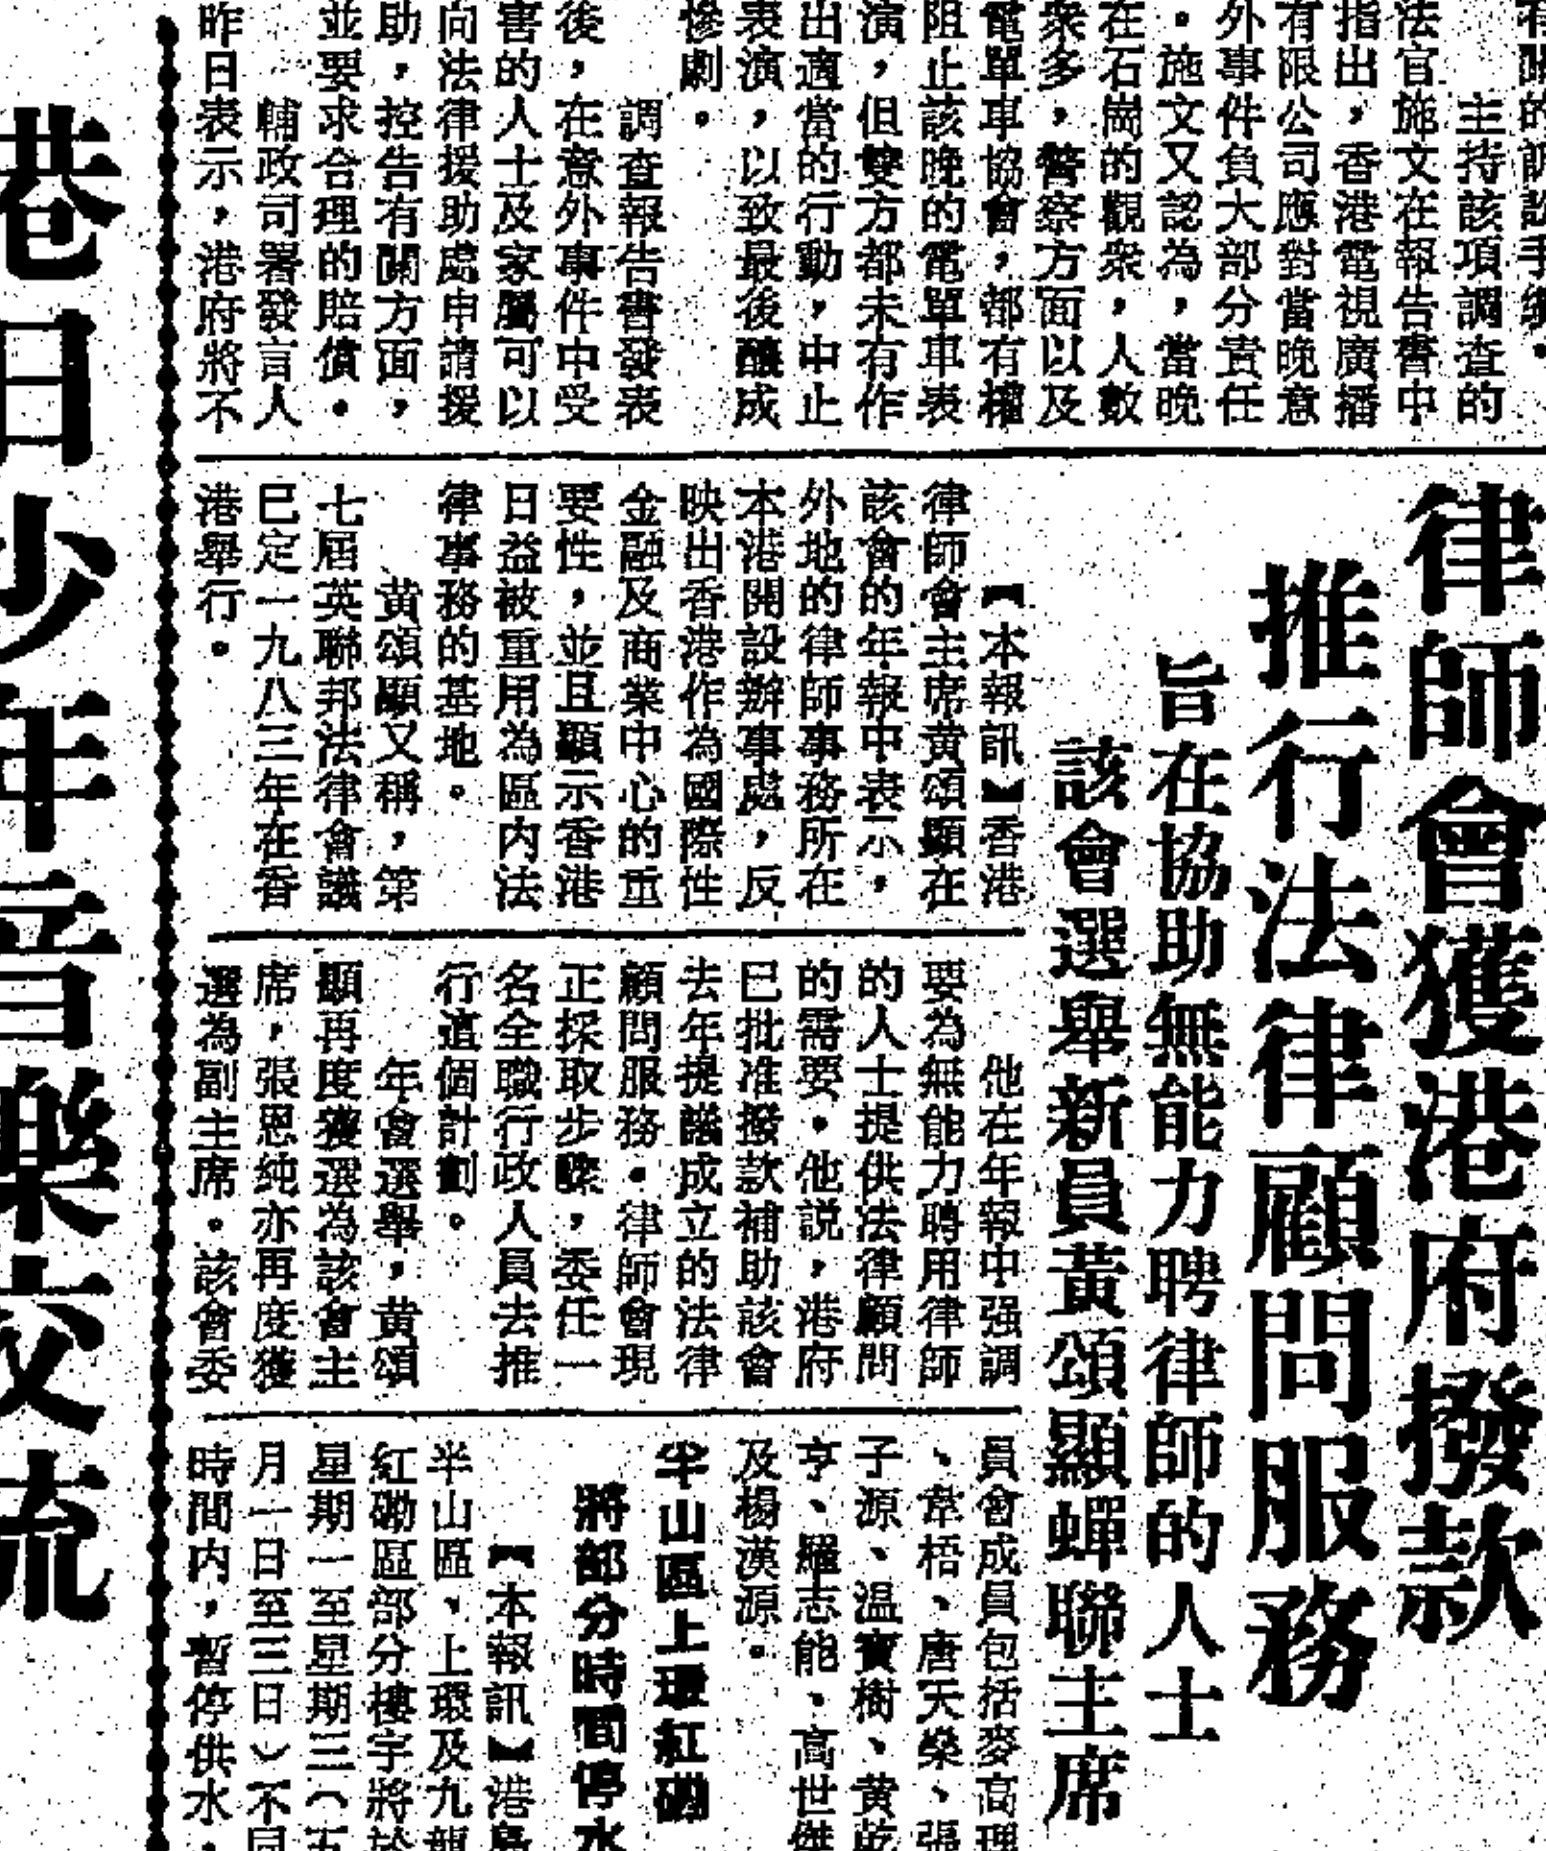 主持該項調查的
法官施文在報告書中
指出，香港電視廣播
有限公司應對當晚意
外事件負大部分責任
。施文又認為，當晚
在石崗的觀衆，人數
衆多，警察方面以及
電單車協會，都有權
阻止該晚的電單車表
演，但雙方都未有作
出適當的行動，中止
表演，以致最後釀成
慘劇。
調查報告書發表
後，在意外事件中受
害的人士及家屬可以
向法律援助處申請援
助，控告有關方面，
並要求合理的賠償。
輔政司署發言人
昨日表示，港府將不
律師會獲港府撥款
推行法律顧問服務
旨在協助無能力聘律師的人士
該會選舉新員黃頌顯蟬聯主席
【本報訊】香港
律師會主席黄頌顯在
該會的年報中表示，
外地的律師事務所在
本港開設辦事處，反
映出香港作為國際性
金融及商業中心的重
要性，並且顯示香港
日益被重用為區内法
律事務的基地。
黄頌顯又稱，第
七屆英聯邦法律會議
已定一九八三年在香
港舉行。
他在年報中强調
要為無能力聘用律師
的人士提供法律顧問
的需要。他説，港府
已批准撥款補助該會
去年提議成立的法律
顧問服務。律師會現
正採取步驟，委任一
名全職行政人員去推
行這個計劃。
年會選舉，黄頌
顯再度獲選為該會主
席，張恩純亦再度獲
選為副主席。該會委
員會成員包括麥高理
、韋梧、唐天燊、張
子源、温寶樹、黄乾
亨、羅志能、高世傑
及楊漢源。
半山區上環紅磡
將部分時間停水
【本報訊】港島
半山區、上環及九龍
紅磡區部分樓宇將於
星期一至星期三（五
月一日至三日）不同
時間内，暫停供水，
港日少年音樂交流